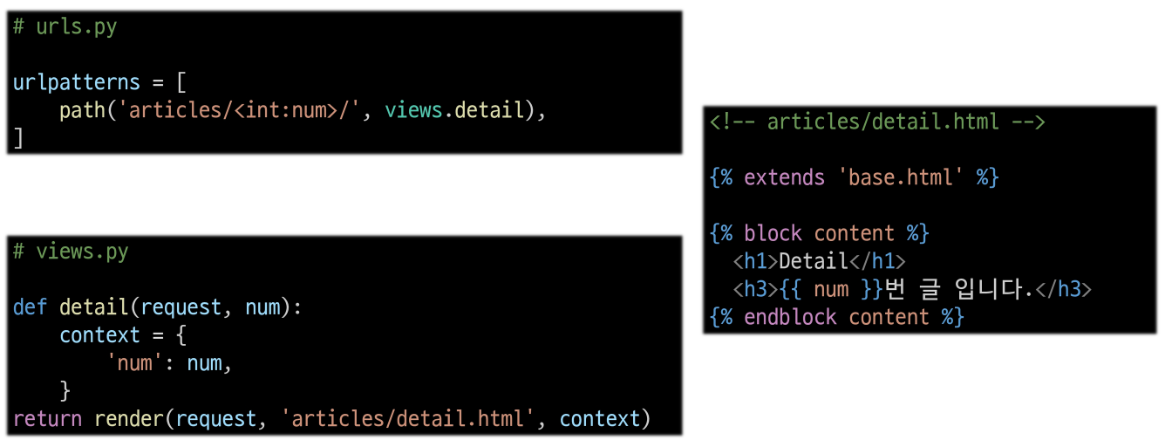 # urls.py
urlpatterns = [
    path('articles/<int:num>/', views.detail),
]
# views.py
def detail(request, num):
    context = {
        'num': num,
    }
return render(request, 'articles/detail.html', context)
<!-- articles/detail.html -->
{% extends 'base.html' %}
{% block content %}
  <h1>Detail</h1>
  <h3>{{ num }}번 글 입니다.</h3>
{% endblock content %}